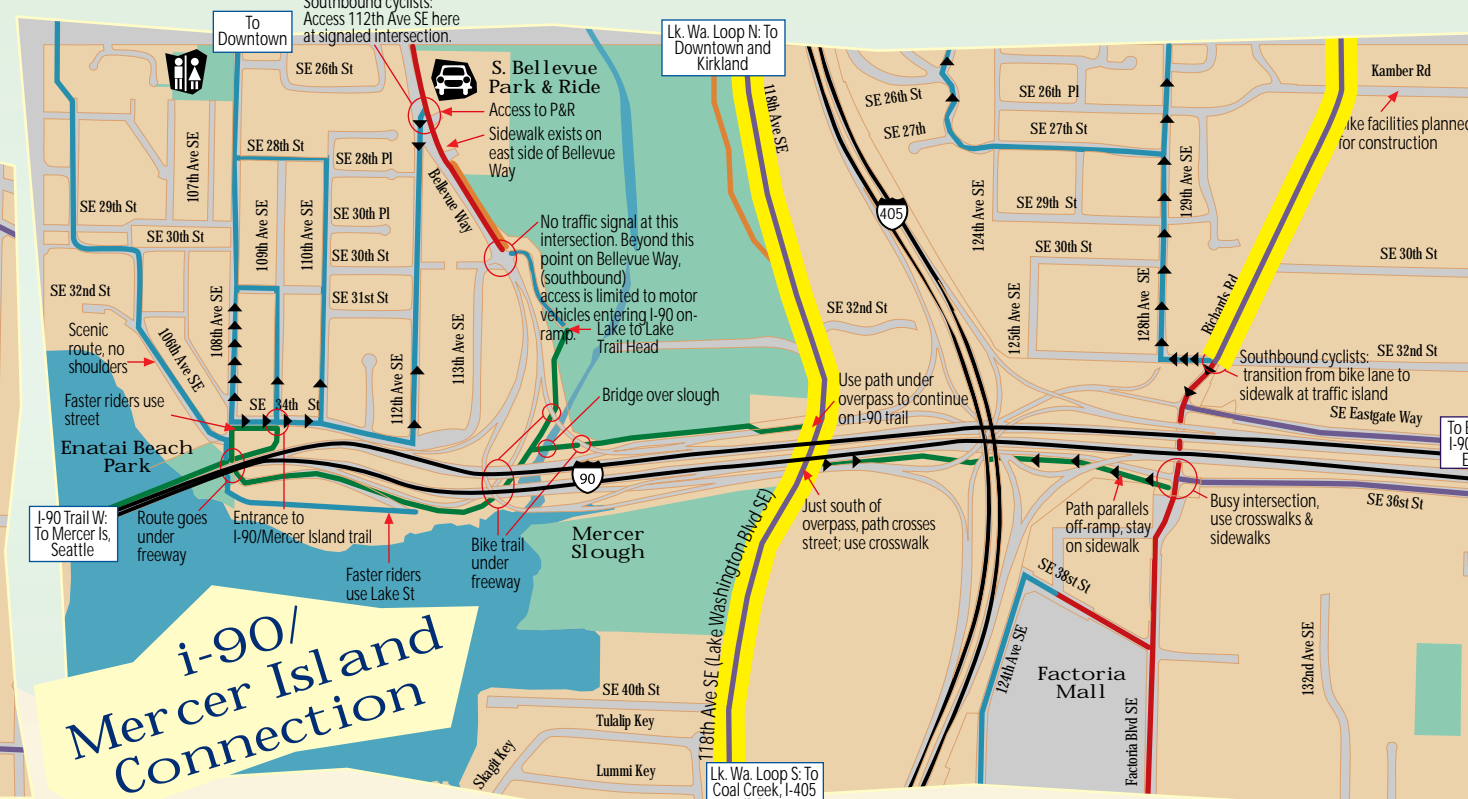 Southbound cyclists:
Access 112th Ave SE here
at signaled intersection.
To
Downtown
SE 26th St
S. Bellevue
Park & Ride
Access to P&R
Sidewalk exists on
east side of Bellevue
Way
Lk. Wa. Loop N: To
Downtown and
Kirkland
118th Ave SE
SE 26th St
SE 27th
SE 26th Pl
SE 27th St
Kamber Rd
Bike facilities planned
for construction
107th Ave SE
SE 28th St
SE 28th Pl
Bellevue Way
SE 29th St
SE 30th St
109th Ave SE
110th Ave SE
SE 30th Pl
SE 30th St
SE 31st St
No traffic signal at this
intersection. Beyond this
point on Bellevue Way,
(southbound)
access is limited to motor
vehicles entering I-90 on-
ramp.
Lake to Lake
Trail Head
405
124th Ave SE
SE 29th St
129th Ave SE
SE 30th St
SE 30th St
SE 32nd St
Scenic
route, no
shoulders
106th Ave SE
108th Ave SE
113th Ave SE
112th Ave SE
SE 32nd St
125th Ave SE
128th Ave SE
Richards Rd
SE 32nd St
Southbound cyclists:
transition from bike lane to
sidewalk at traffic island
Faster riders use
street
SE 34th St
Bridge over slough
Use path under
overpass to continue
on I-90 trail
SE Eastgate Way
Enatai Beach
Park
90
I-90 Trail W:
To Mercer Is,
Seattle
Route goes
under
freeway
Entrance to
I-90/Mercer Island trail
Faster riders
use Lake St
Bike trail
under
freeway
Mercer
Slough
Just south of
overpass, path crosses
street; use crosswalk
Path parallels
off-ramp, stay
on sidewalk
Busy intersection,
use crosswalks &
sidewalks
SE 36st St
SE 38st St
118th Ave SE (Lake Washington Blvd SE)
124th Ave SE
Factoria
Mall
Factoria Blvd SE
132nd Ave SE
i-90/
Mercer Island
Connection
SE 40th St
Tulalip Key
Skagit Key
Lummi Key
Lk. Wa. Loop S: To
Coal Creek, I-405